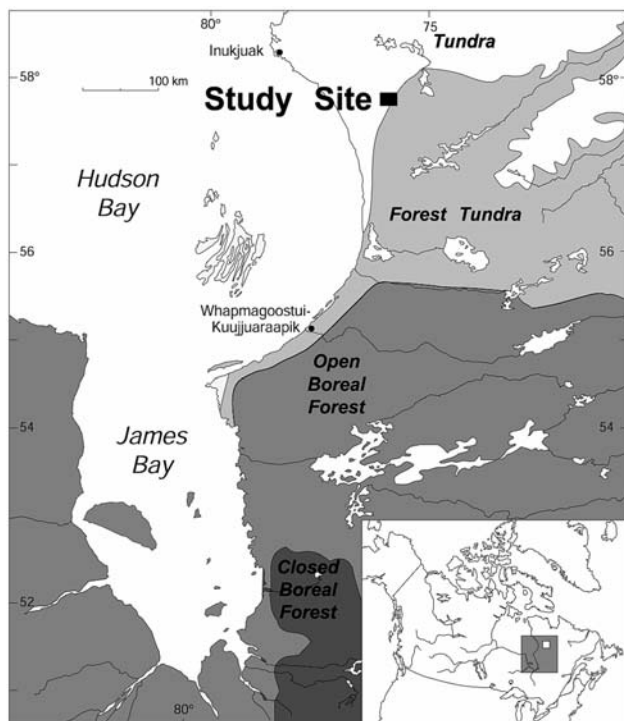 80°
75
Tundra
Inukjuak
58°
58
100 km
Study Site
Hudson
Bay
Forest Tundra
56
56
Whapmagoostui-
Kuujjuaraapik
Open
Boreal
Forest
54
54
James
Bay
Closed
Boreal
Forest
52
80°